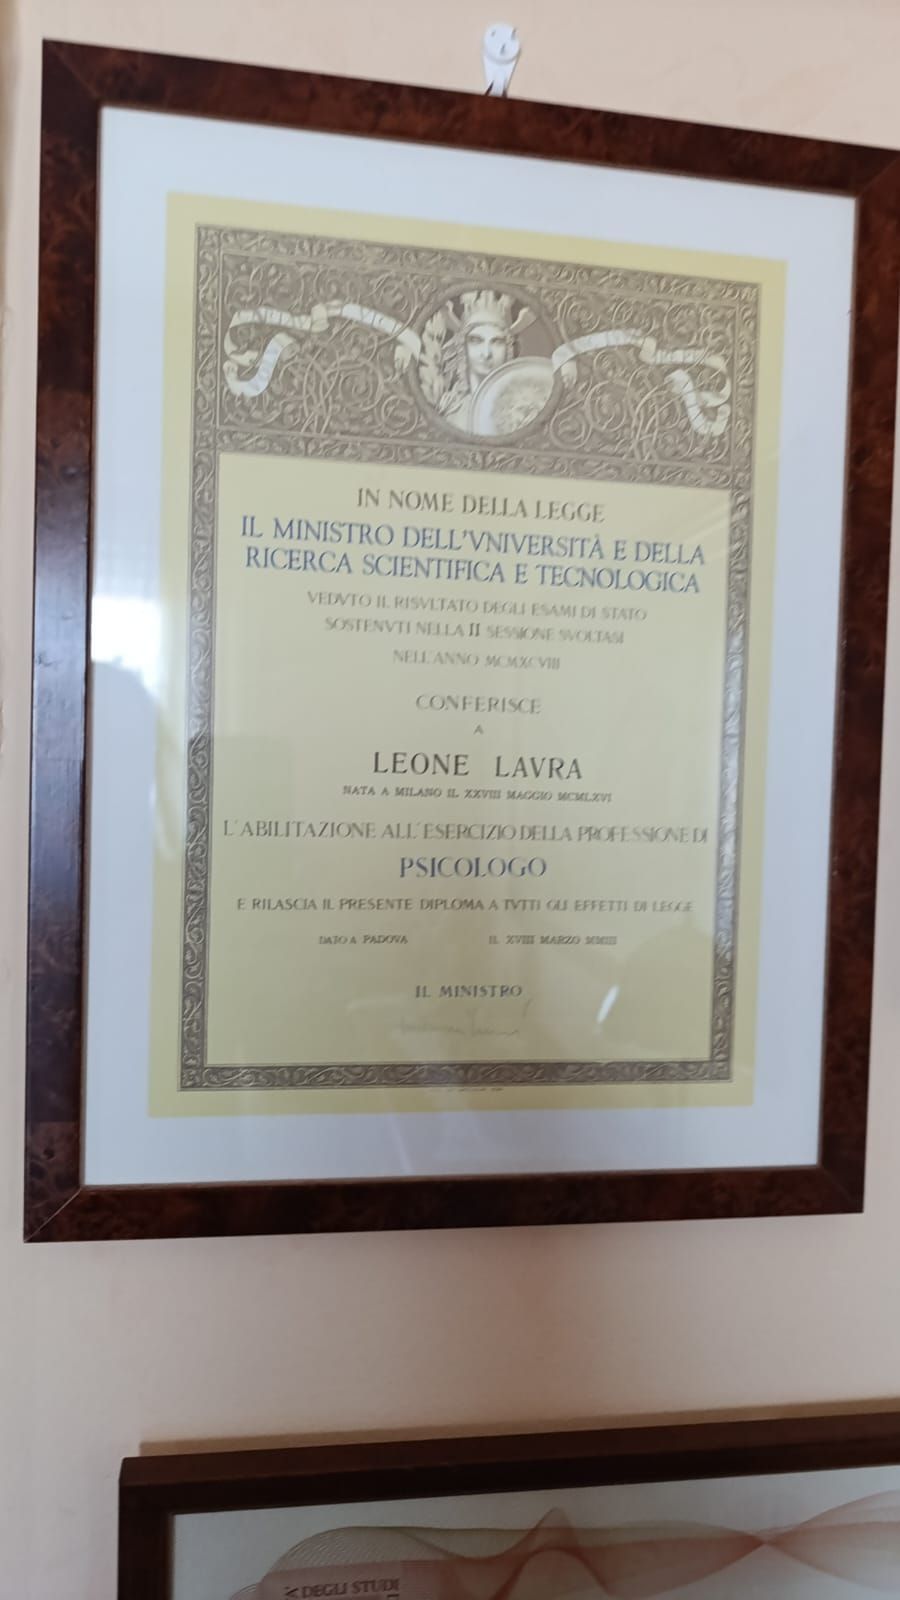 IN NOME DELLA LEGGE
IL MINISTRO DELL'VNIVERSITÀ E DELLA
RICERCA SCIENTIFICA E TECNOLOGICA
VEDVTO IL RISVLTATO DEGLI ESAMI DI STATO
SOSTENVTI NELLA II SESSIONE SVOLTASI
NELL'ANNO MCMXCVIII
CONFERISCE
A
LEONE LAVRA
NATA A MILANO IL XXVIII MAGGIO MCMLXVI
L'ABILITAZIONE ALL'ESERCIZIO DELLA PROFESSIONE DI
PSICOLOGO
E RILASCIA IL PRESENTE DIPLOMA A TVTTI GLI EFFETTI DI LEGGE
DATO A PADOVA IL XVIII MARZO MMIII
IL MINISTRO
DEGLI STUDI